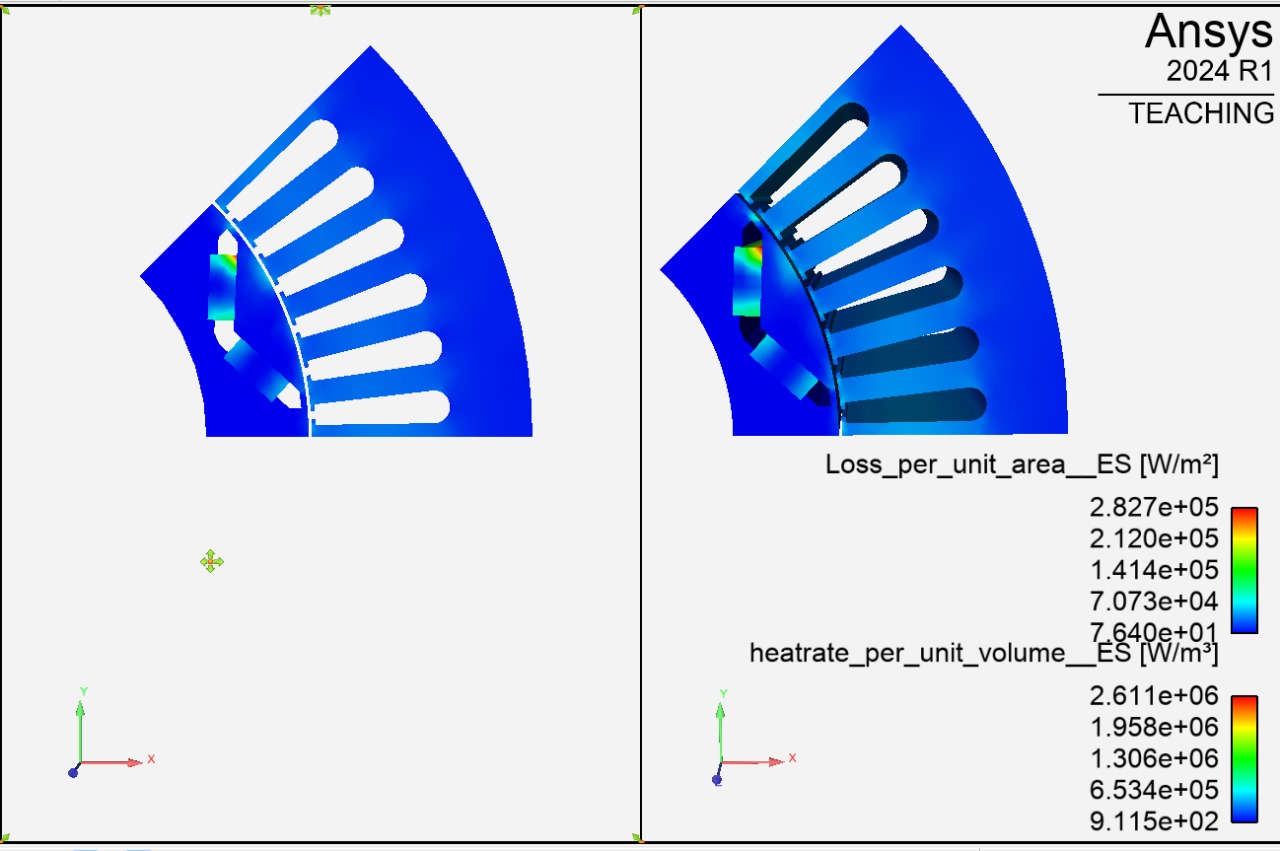 Ansys
2024 R1
TEACHING
Loss_per_unit_area__ES [W/m²]
2.827e+05
2.120e+05
1.414e+05
7.073e+04
7.640e+01
heatrate_per_unit_volume__ES [W/m³]
2.611e+06
1.958e+06
1.306e+06
6.534e+05
9.115e+02
Y
X
Y
X
Z